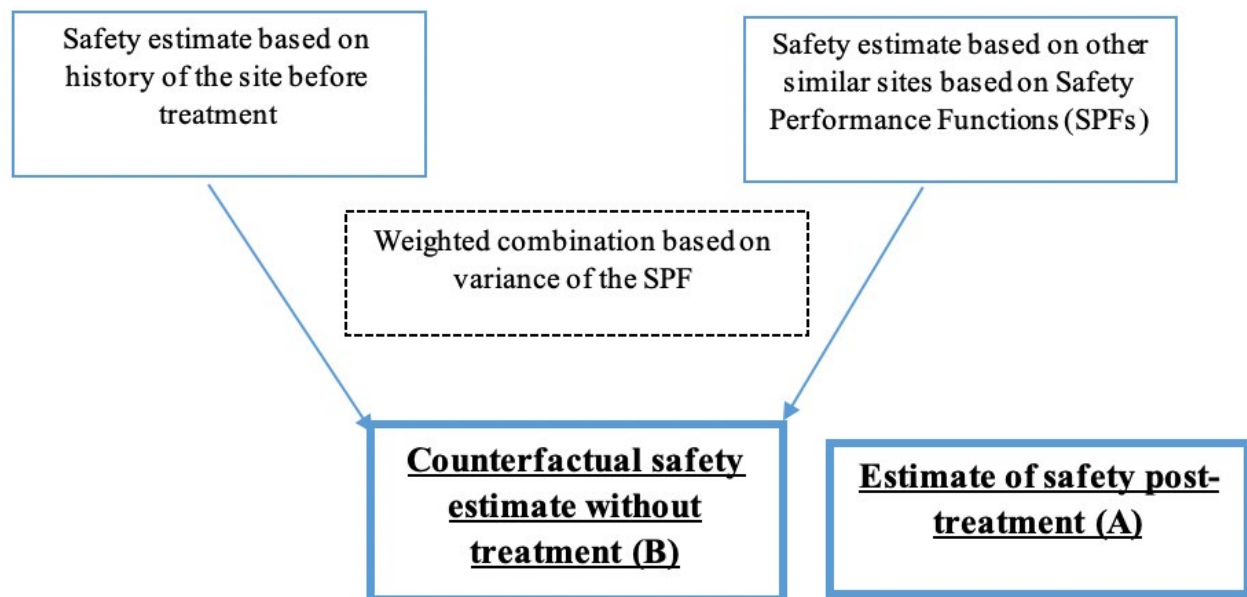 Safety estimate based on
history of the site before
treatment
Safety estimate based on other
similar sites based on Safety
Performance Functions (SPFs)
Weighted combination based on
variance of the SPF
Counterfactual safety
estimate without
treatment (B)
Estimate of safety post-
treatment (A)